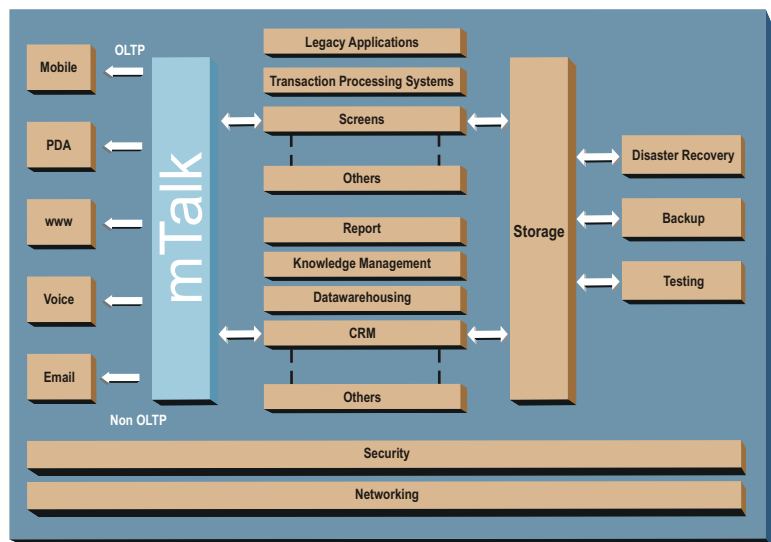 OLTP
Mobile
PDA
www
Voice
Email
Non OLTP
mTalk
Legacy Applications
Transaction Processing Systems
Screens
Others
Report
Knowledge Management
Datawarehousing
CRM
Others
Storage
Disaster Recovery
Backup
Testing
Security
Networking